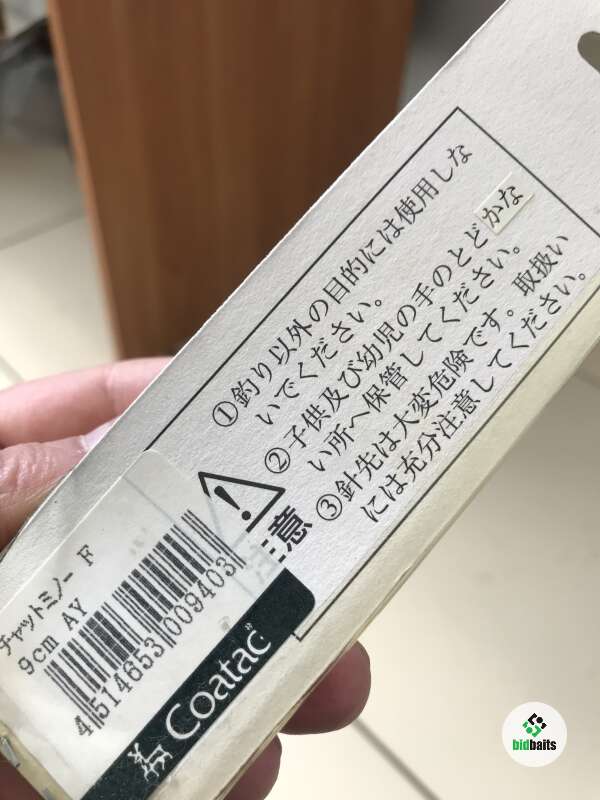 ①釣り以外の目的には使用しな
いでください。
②子供及び幼児の手のとどかな
い所へ保管してください。
③針先は大変危険です。取扱い
には充分注意してください。
注意
チャットミノー F
9cm AY
4 514653 009403
Coatac
bidbaits